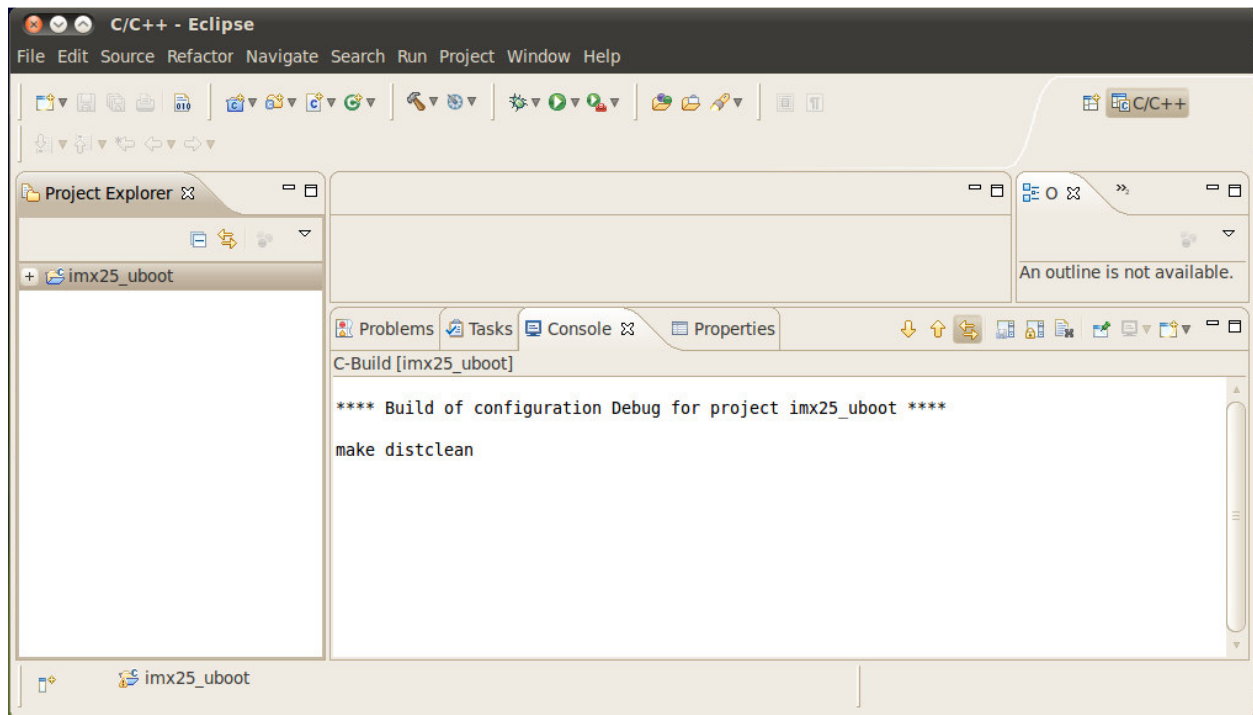 C/C++ - Eclipse
File Edit Source Refactor Navigate Search Run Project Window Help
C/C++
Project Explorer
imx25_uboot
O
An outline is not available.
Problems Tasks Console Properties
C-Build [imx25_uboot]
**** Build of configuration Debug for project imx25_uboot ****
make distclean
imx25_uboot